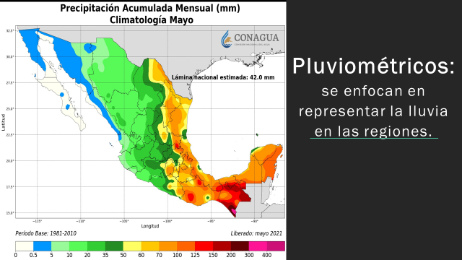 Precipitación Acumulada Mensual (mm)
Climatología Mayo
CONAGUA
Lámina nacional estimada: 42.0 mm
Latitud
Longitud
Periodo Base: 1981-2010
Liberado: mayo 2021
0 0.5 5 10 20 35 50 60 70 100 135 150 200 300 400
Pluviométricos:
se enfocan en
representar la lluvia
en las regiones.